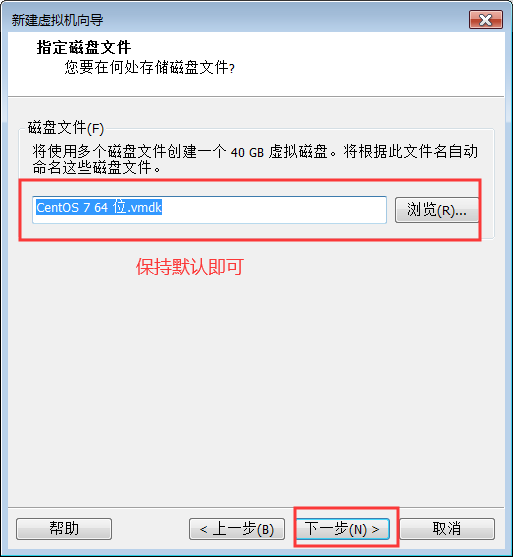 新建虚拟机向导
指定磁盘文件
您要在何处存储磁盘文件?
磁盘文件(F)
将使用多个磁盘文件创建一个 40 GB 虚拟磁盘。将根据此文件名自动
命名这些磁盘文件。
CentOS 7 64 位.vmdk
浏览(R)...
保持默认即可
帮助
< 上一步(B)
下一步(N) >
取消